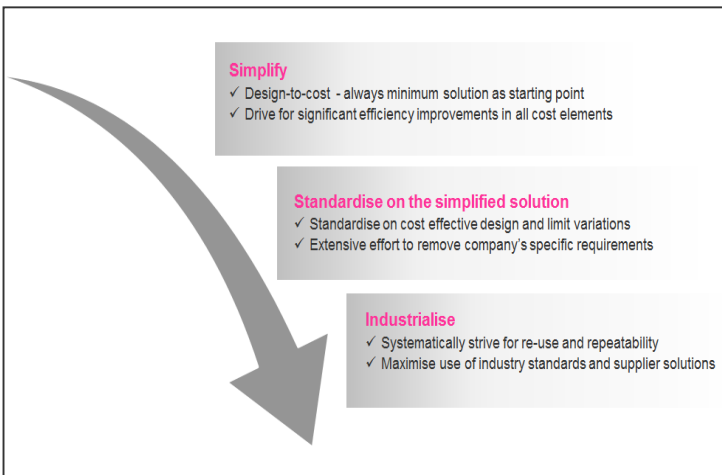 Simplify
✓ Design-to-cost - always minimum solution as starting point
✓ Drive for significant efficiency improvements in all cost elements
Standardise on the simplified solution
✓ Standardise on cost effective design and limit variations
✓ Extensive effort to remove company's specific requirements
Industrialise
✓ Systematically strive for re-use and repeatability
✓ Maximise use of industry standards and supplier solutions